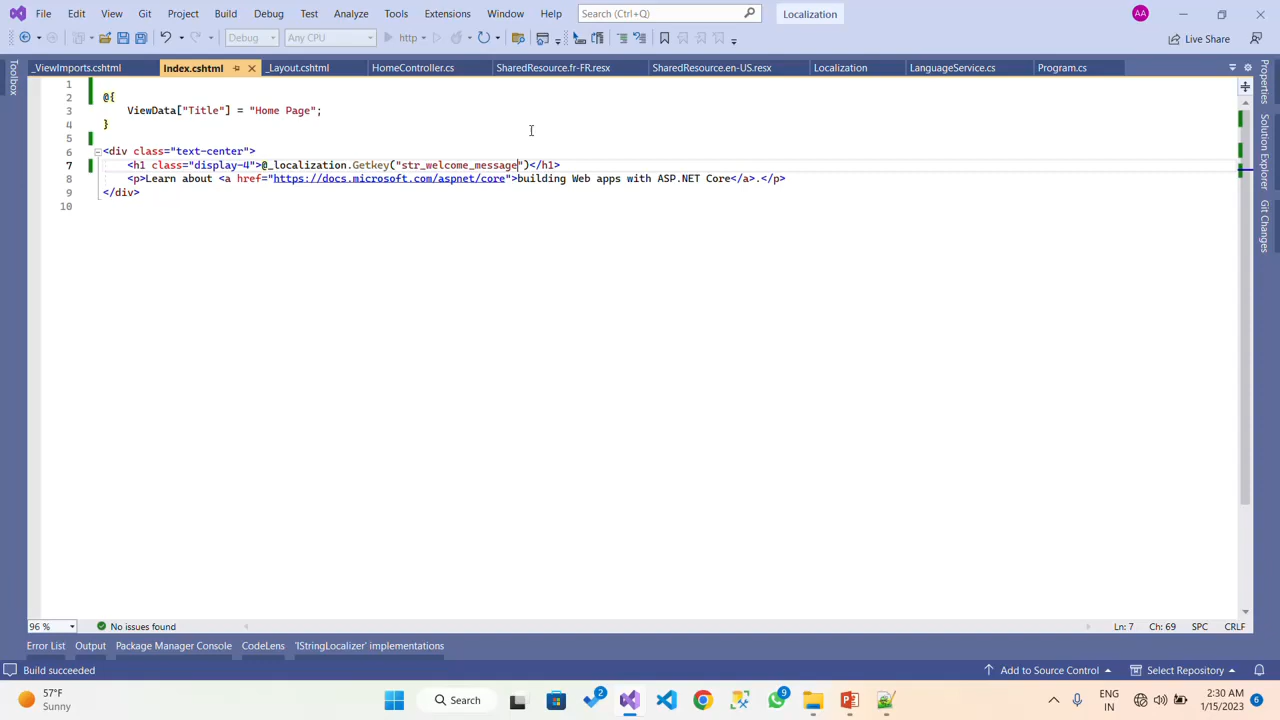 File Edit View Git Project Build Debug Test Analyze Tools Extensions Window Help Search (Ctrl+Q) Localization AA
Debug Any CPU http Live Share
_ViewImports.cshtml Index.cshtml _Layout.cshtml HomeController.cs SharedResource.fr-FR.resx SharedResource.en-US.resx Localization LanguageService.cs Program.cs
Toolbox
Properties
Solution Explorer
Git Changes
1
2 @{
3 ViewData["Title"] = "Home Page";
4 }
5
6 <div class="text-center">
7 <h1 class="display-4">@_localization.Getkey("str_welcome_message")</h1>
8 <p>Learn about <a href="https://docs.microsoft.com/aspnet/core">building Web apps with ASP.NET Core</a>.</p>
9 </div>
10
96 % No issues found Ln: 7 Ch: 69 SPC CRLF
Error List Output Package Manager Console CodeLens 'IStringLocalizer' implementations
Build succeeded Add to Source Control Select Repository
57°F
Sunny
Search
2
9
ENG
IN
2:30 AM
1/15/2023
6